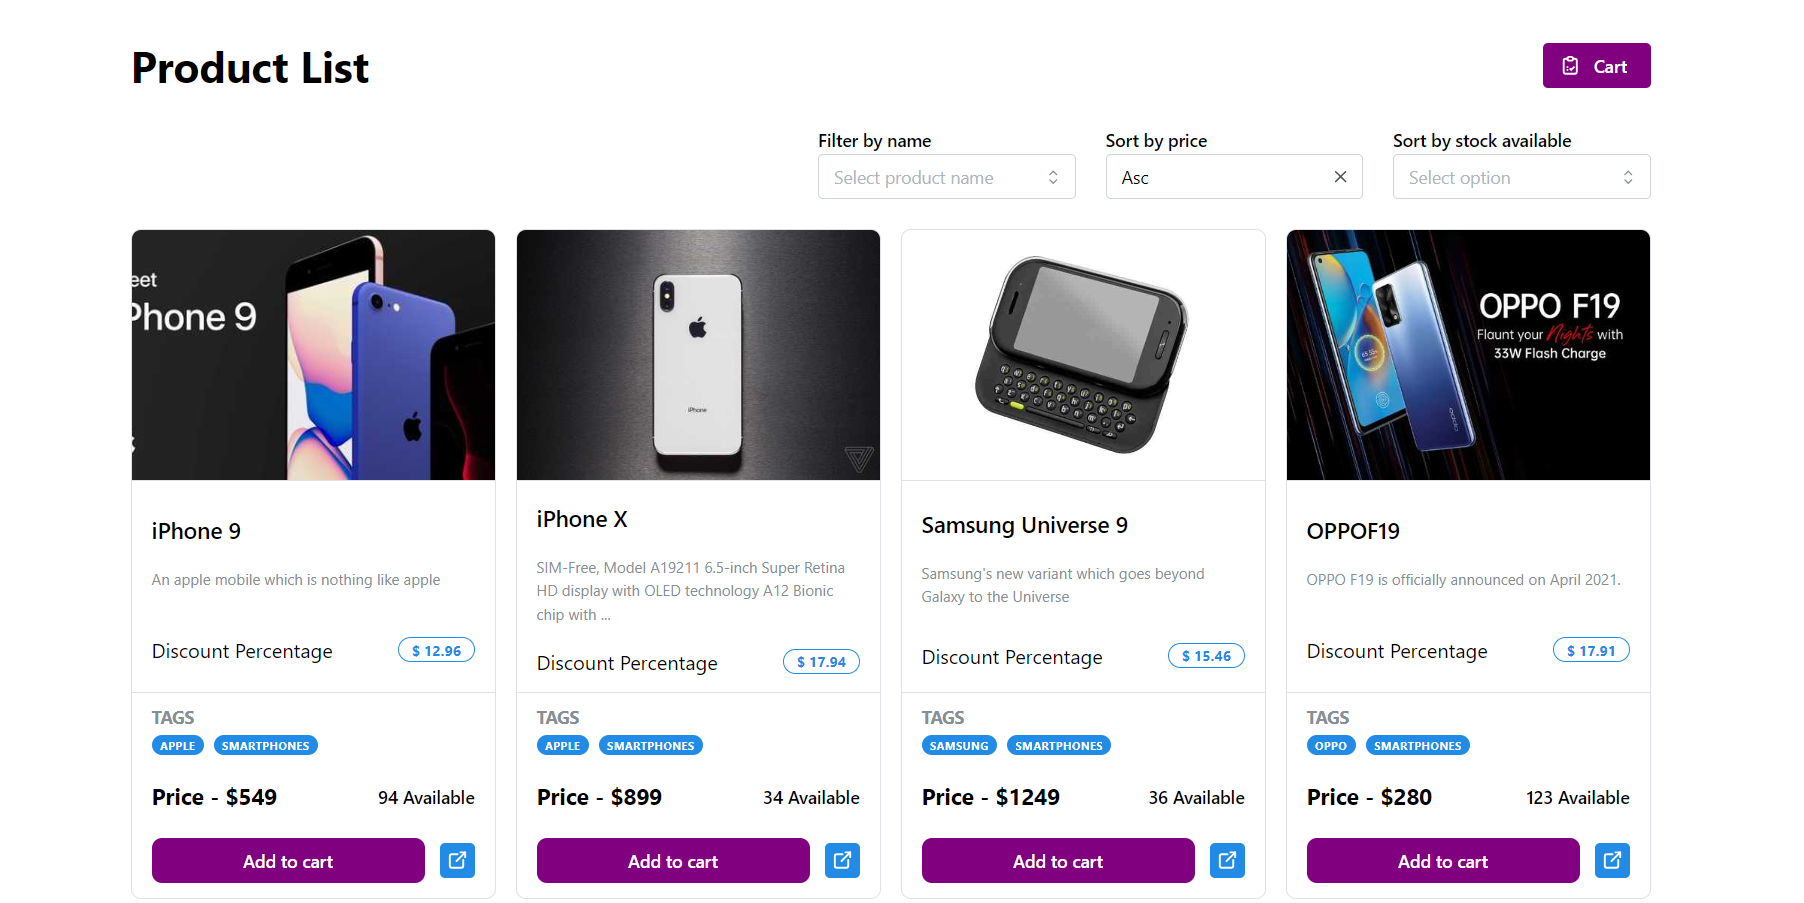 Product List
Cart
Filter by name
Select product name
Sort by price
Asc
Sort by stock available
Select option
eet
Phone 9
iPhone
OPPO F19
Flaunt your Nights with
33W Flash Charge
iPhone 9
An apple mobile which is nothing like apple
Discount Percentage
$ 12.96
TAGS
APPLE SMARTPHONES
Price - $549
94 Available
Add to cart
iPhone X
SIM-Free, Model A19211 6.5-inch Super Retina
HD display with OLED technology A12 Bionic
chip with ...
Discount Percentage
$ 17.94
TAGS
APPLE SMARTPHONES
Price - $899
34 Available
Add to cart
Samsung Universe 9
Samsung's new variant which goes beyond
Galaxy to the Universe
Discount Percentage
$ 15.46
TAGS
SAMSUNG SMARTPHONES
Price - $1249
36 Available
Add to cart
OPPOF19
OPPO F19 is officially announced on April 2021.
Discount Percentage
$ 17.91
TAGS
OPPO SMARTPHONES
Price - $280
123 Available
Add to cart